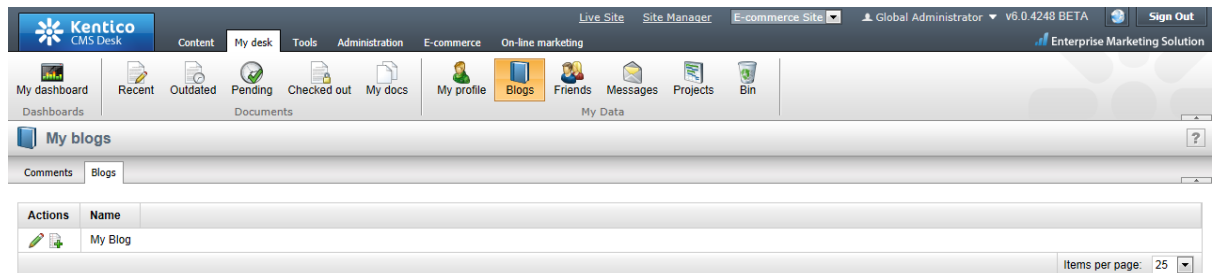 Live Site Site Manager E-commerce Site Global Administrator v6.0.4248 BETA Sign Out
Kentico
CMS Desk Content My desk Tools Administration E-commerce On-line marketing Enterprise Marketing Solution
My dashboard Recent Outdated Pending Checked out My docs My profile Blogs Friends Messages Projects Bin
Dashboards Documents My Data
My blogs ?
Comments Blogs
Actions Name
My Blog
Items per page: 25